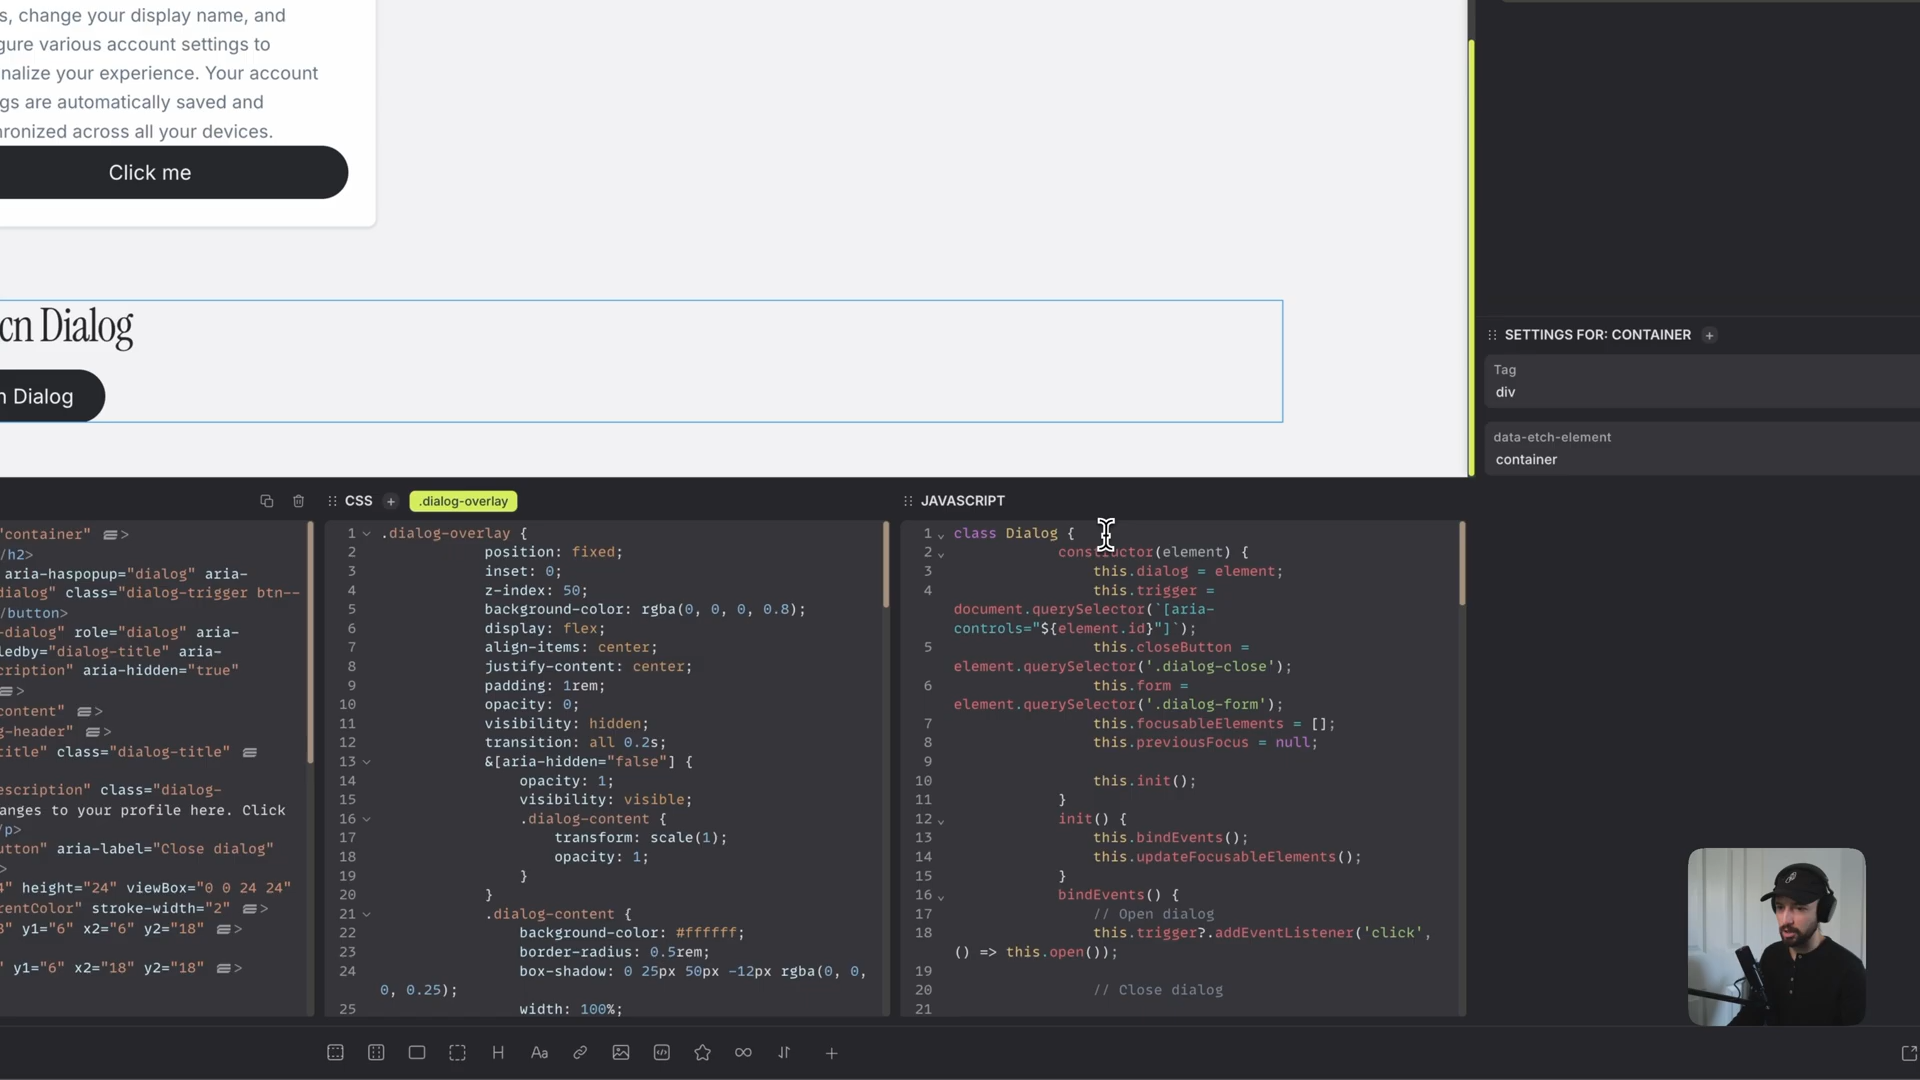 s, change your display name, and
gure various account settings to
nalize your experience. Your account
gs are automatically saved and
hronized across all your devices.
Click me
cn Dialog
n Dialog
SETTINGS FOR: CONTAINER +
Tag
div
data-etch-element
container
"container" >
/h2>
aria-haspopup="dialog" aria-
dialog" class="dialog-trigger btn--
/button>
-dialog" role="dialog" aria-
ledby="dialog-title" aria-
cription" aria-hidden="true"
>
content" >
g-header" >
title" class="dialog-title"
escription" class="dialog-
anges to your profile here. Click
/p>
utton" aria-label="Close dialog"
>
4" height="24" viewBox="0 0 24 24"
rentColor" stroke-width="2" >
8" y1="6" x2="6" y2="18" >
" y1="6" x2="18" y2="18" >
CSS + .dialog-overlay
1 .dialog-overlay {
2 position: fixed;
3 inset: 0;
4 z-index: 50;
5 background-color: rgba(0, 0, 0, 0.8);
6 display: flex;
7 align-items: center;
8 justify-content: center;
9 padding: 1rem;
10 opacity: 0;
11 visibility: hidden;
12 transition: all 0.2s;
13 &[aria-hidden="false"] {
14 opacity: 1;
15 visibility: visible;
16 .dialog-content {
17 transform: scale(1);
18 opacity: 1;
19 }
20 }
21 .dialog-content {
22 background-color: #ffffff;
23 border-radius: 0.5rem;
24 box-shadow: 0 25px 50px -12px rgba(0, 0,
0, 0.25);
25 width: 100%;
JAVASCRIPT
1 class Dialog {
2 constructor(element) {
3 this.dialog = element;
4 this.trigger =
document.querySelector(`[aria-
controls="${element.id}"]`);
5 this.closeButton =
element.querySelector('.dialog-close');
6 this.form =
element.querySelector('.dialog-form');
7 this.focusableElements = [];
8 this.previousFocus = null;
9
10 this.init();
11 }
12 init() {
13 this.bindEvents();
14 this.updateFocusableElements();
15 }
16 bindEvents() {
17 // Open dialog
18 this.trigger?.addEventListener('click',
() => this.open());
19
20 // Close dialog
21
H
Aa